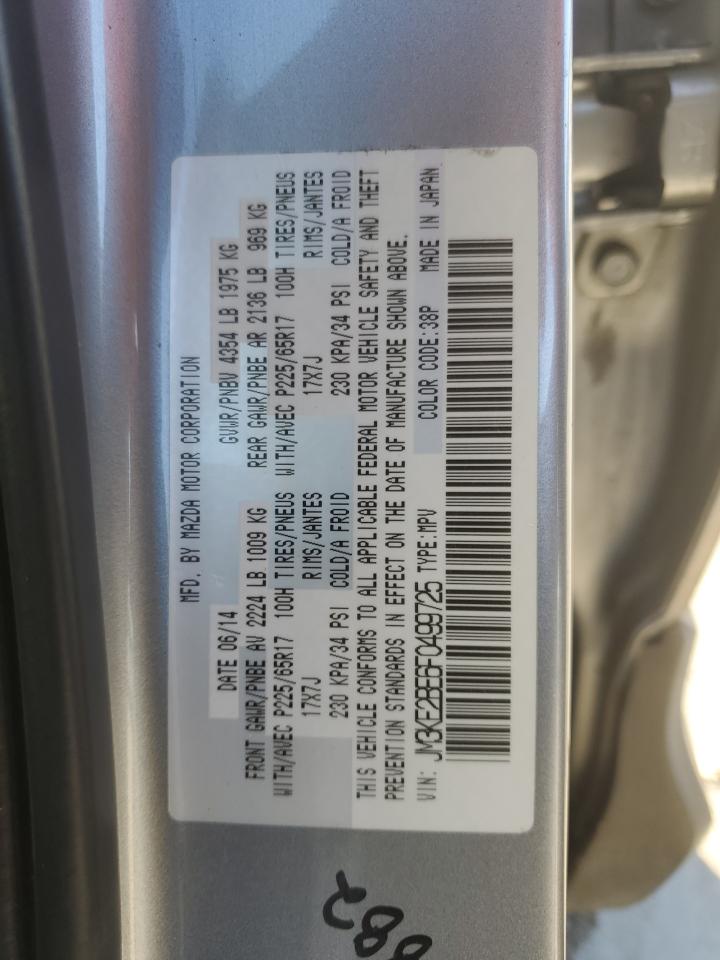 MFD. BY MAZDA MOTOR CORPORATION
DATE 06/14 GVWR/PNBV 4354 LB 1975 KG
FRONT GAWR/PNBE AV 2224 LB 1009 KG REAR GAWR/PNBE AR 2136 LB 969 KG
WITH/AVEC P225/65R17 100H TIRES/PNEUS WITH/AVEC P225/65R17 100H TIRES/PNEUS
17X7J RIMS/JANTES 17X7J RIMS/JANTES
230 KPA/34 PSI COLD/A FROID 230 KPA/34 PSI COLD/A FROID
THIS VEHICLE CONFORMS TO ALL APPLICABLE FEDERAL MOTOR VEHICLE SAFETY AND THEFT
PREVENTION STANDARDS IN EFFECT ON THE DATE OF MANUFACTURE SHOWN ABOVE.
VIN: JM3KE2BE6F0499725 TYPE:MPV COLOR CODE:38P MADE IN JAPAN